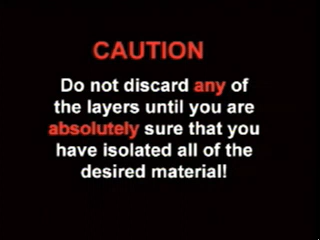 CAUTION
Do not discard any of
the layers until you are
absolutely sure that you
have isolated all of the
desired material!